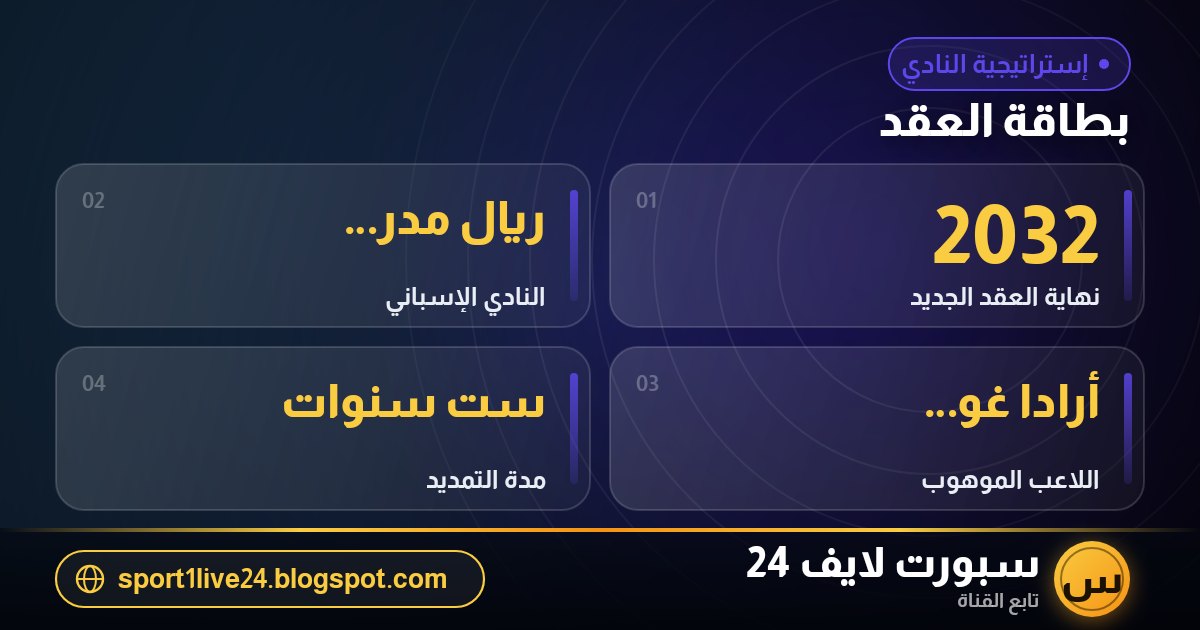 إستراتيجية النادي
بطاقة العقد
01
2032
نهاية العقد الجديد
02
ريال مدر...
النادي الإسباني
03
أرادا غو...
اللاعب الموهوب
04
ست سنوات
مدة التمديد
س
سبورت لايف 24
تابع القناة
sport1live24.blogspot.com